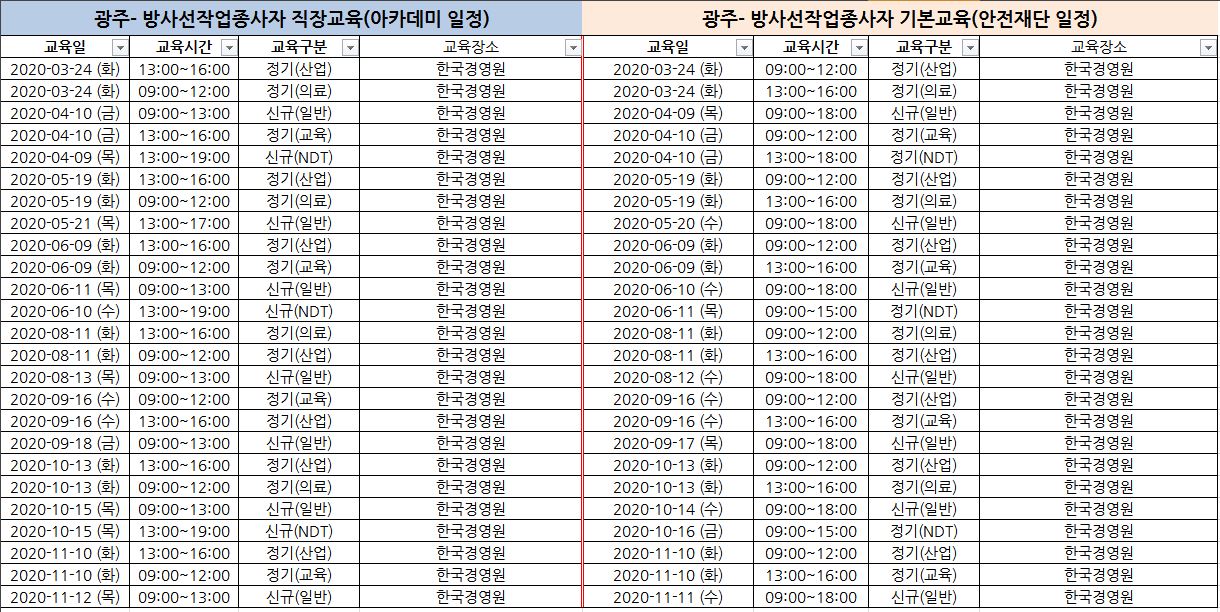 광주- 방사선작업종사자 직장교육(아카데미 일정) 광주- 방사선작업종사자 기본교육(안전재단 일정)
교육일 교육시간 교육구분 교육장소 교육일 교육시간 교육구분 교육장소
2020-03-24 (화) 13:00~16:00 정기(산업) 한국경영원 2020-03-24 (화) 09:00~12:00 정기(산업) 한국경영원
2020-03-24 (화) 09:00~12:00 정기(의료) 한국경영원 2020-03-24 (화) 13:00~16:00 정기(의료) 한국경영원
2020-04-10 (금) 09:00~13:00 신규(일반) 한국경영원 2020-04-09 (목) 09:00~18:00 신규(일반) 한국경영원
2020-04-10 (금) 13:00~16:00 정기(교육) 한국경영원 2020-04-10 (금) 09:00~12:00 정기(교육) 한국경영원
2020-04-09 (목) 13:00~19:00 신규(NDT) 한국경영원 2020-04-10 (금) 13:00~18:00 정기(NDT) 한국경영원
2020-05-19 (화) 13:00~16:00 정기(산업) 한국경영원 2020-05-19 (화) 09:00~12:00 정기(산업) 한국경영원
2020-05-19 (화) 09:00~12:00 정기(의료) 한국경영원 2020-05-19 (화) 13:00~16:00 정기(의료) 한국경영원
2020-05-21 (목) 13:00~17:00 신규(일반) 한국경영원 2020-05-20 (수) 09:00~18:00 신규(일반) 한국경영원
2020-06-09 (화) 13:00~16:00 정기(산업) 한국경영원 2020-06-09 (화) 09:00~12:00 정기(산업) 한국경영원
2020-06-09 (화) 09:00~12:00 정기(교육) 한국경영원 2020-06-09 (화) 13:00~16:00 정기(교육) 한국경영원
2020-06-11 (목) 09:00~13:00 신규(일반) 한국경영원 2020-06-10 (수) 09:00~18:00 신규(일반) 한국경영원
2020-06-10 (수) 13:00~19:00 신규(NDT) 한국경영원 2020-06-11 (목) 09:00~15:00 정기(NDT) 한국경영원
2020-08-11 (화) 13:00~16:00 정기(의료) 한국경영원 2020-08-11 (화) 09:00~12:00 정기(의료) 한국경영원
2020-08-11 (화) 09:00~12:00 정기(산업) 한국경영원 2020-08-11 (화) 13:00~16:00 정기(산업) 한국경영원
2020-08-13 (목) 09:00~13:00 신규(일반) 한국경영원 2020-08-12 (수) 09:00~18:00 신규(일반) 한국경영원
2020-09-16 (수) 09:00~12:00 정기(교육) 한국경영원 2020-09-16 (수) 09:00~12:00 정기(산업) 한국경영원
2020-09-16 (수) 13:00~16:00 정기(산업) 한국경영원 2020-09-16 (수) 13:00~16:00 정기(교육) 한국경영원
2020-09-18 (금) 09:00~13:00 신규(일반) 한국경영원 2020-09-17 (목) 09:00~18:00 신규(일반) 한국경영원
2020-10-13 (화) 13:00~16:00 정기(산업) 한국경영원 2020-10-13 (화) 09:00~12:00 정기(산업) 한국경영원
2020-10-13 (화) 09:00~12:00 정기(의료) 한국경영원 2020-10-13 (화) 13:00~16:00 정기(의료) 한국경영원
2020-10-15 (목) 09:00~13:00 신규(일반) 한국경영원 2020-10-14 (수) 09:00~18:00 신규(일반) 한국경영원
2020-10-15 (목) 13:00~19:00 신규(NDT) 한국경영원 2020-10-16 (금) 09:00~15:00 정기(NDT) 한국경영원
2020-11-10 (화) 13:00~16:00 정기(산업) 한국경영원 2020-11-10 (화) 09:00~12:00 정기(산업) 한국경영원
2020-11-10 (화) 09:00~12:00 정기(교육) 한국경영원 2020-11-10 (화) 13:00~16:00 정기(교육) 한국경영원
2020-11-12 (목) 09:00~13:00 신규(일반) 한국경영원 2020-11-11 (수) 09:00~18:00 신규(일반) 한국경영원